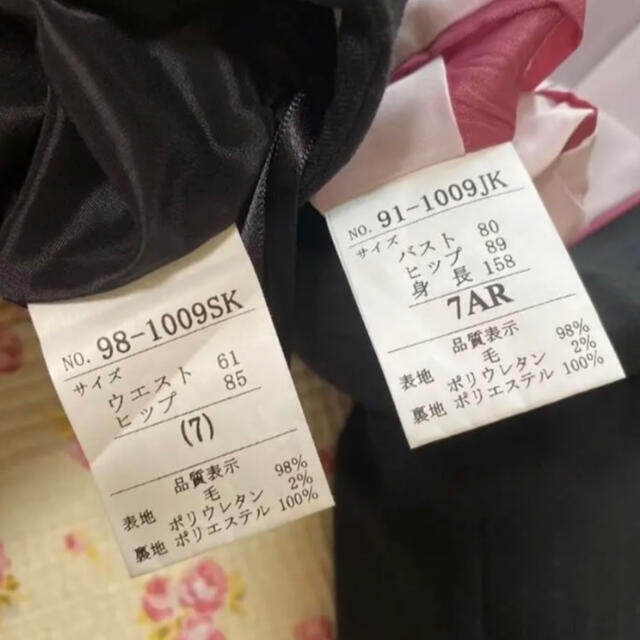 NO. 98-1009SK
サイズ
ウエスト 61
ヒップ 85
(7)
品質表示
毛 98%
表地 ポリウレタン 2%
裏地 ポリエステル 100%
NO. 91-1009JK
サイズ
バスト 80
ヒップ 89
身長 158
7AR
品質表示
毛 98%
表地 ポリウレタン 2%
裏地 ポリエステル 100%